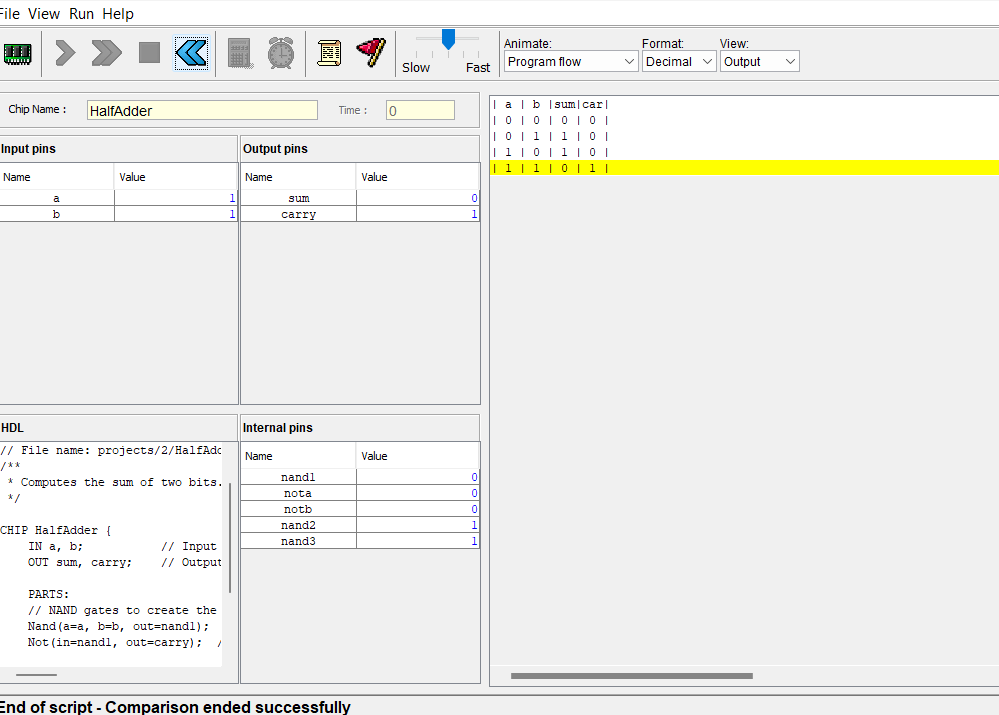 File View Run Help
Slow Fast
Animate: Format: View:
Program flow Decimal Output
Chip Name : HalfAdder Time : 0
Input pins
Name Value
a 1
b 1
Output pins
Name Value
sum 0
carry 1
| a | b |sum|car|
| 0 | 0 | 0 | 0 |
| 0 | 1 | 1 | 0 |
| 1 | 0 | 1 | 0 |
| 1 | 1 | 0 | 1 |
HDL
// File name: projects/2/HalfAdd
/**
* Computes the sum of two bits.
*/
CHIP HalfAdder {
IN a, b; // Input
OUT sum, carry; // Output
PARTS:
// NAND gates to create the
Nand(a=a, b=b, out=nand1);
Not(in=nand1, out=carry); /
Internal pins
Name Value
nand1 0
nota 0
notb 0
nand2 1
nand3 1
End of script - Comparison ended successfully